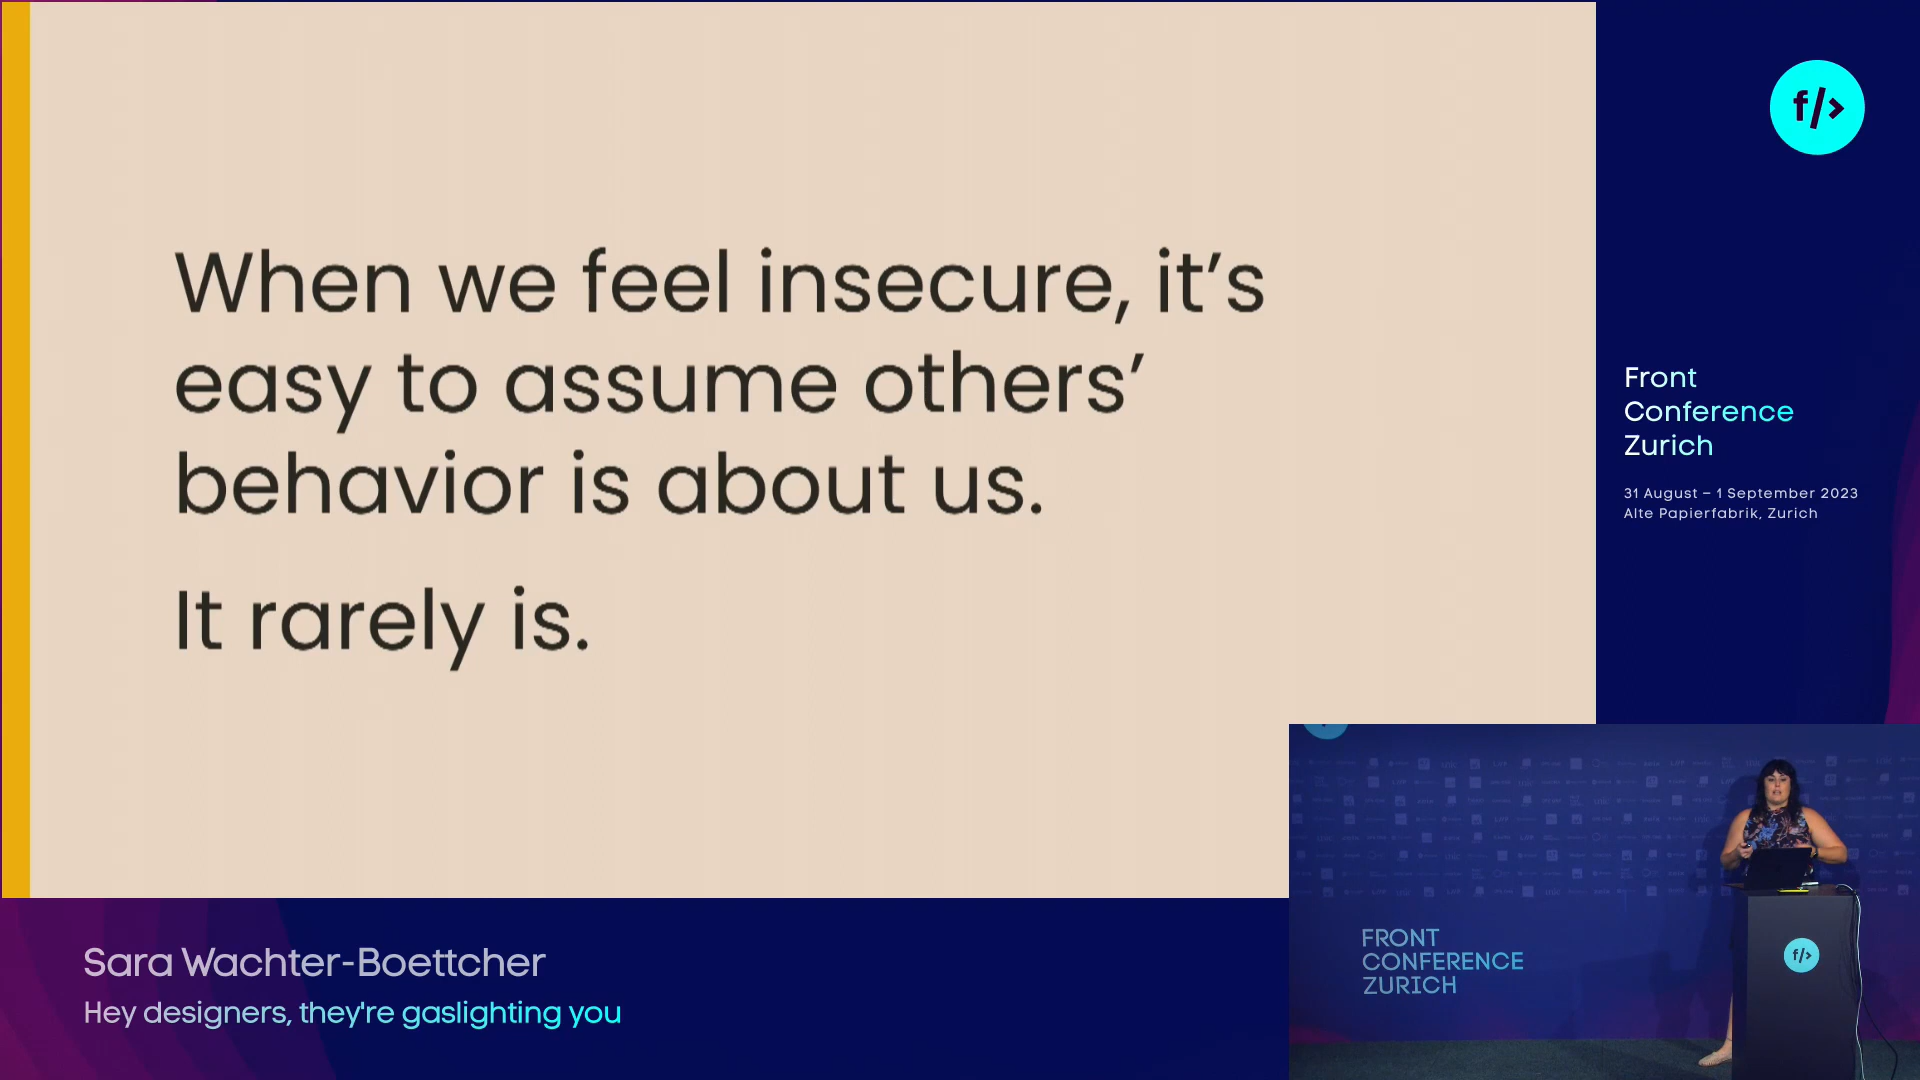 When we feel insecure, it’s
easy to assume others’
behavior is about us.
It rarely is.
f/>
Front
Conference
Zurich
31 August – 1 September 2023
Alte Papierfabrik, Zurich
Sara Wachter-Boettcher
Hey designers, they're gaslighting you
FRONT
CONFERENCE
ZURICH
f/>